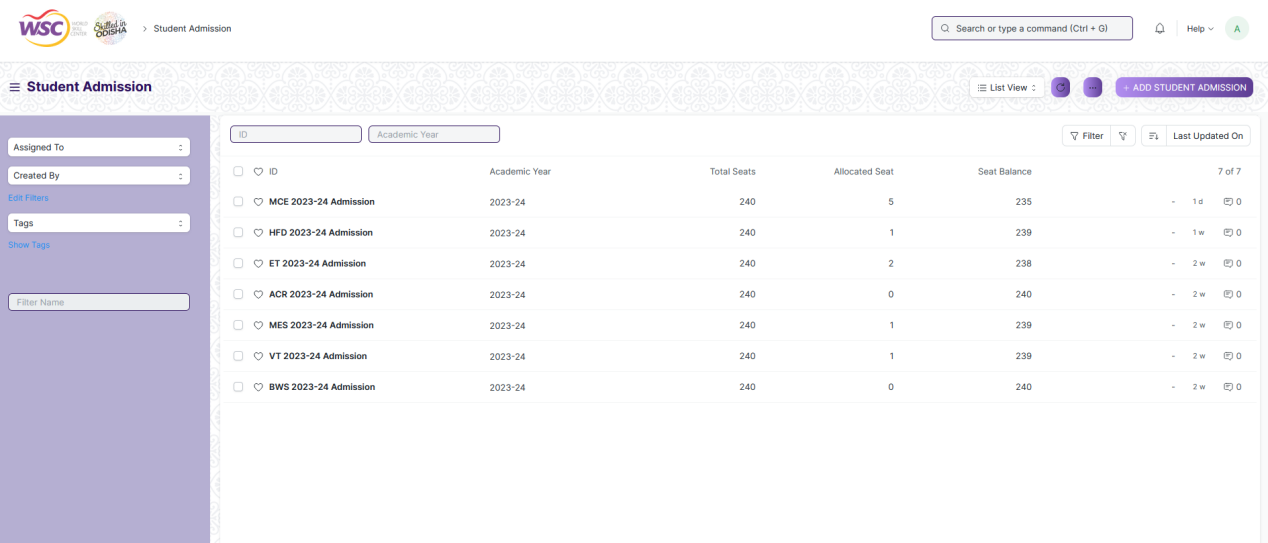 WSC WORLD SKILL CENTER Skilled in ODISHA > Student Admission Search or type a command (Ctrl + G) Help A
Student Admission List View ... + ADD STUDENT ADMISSION
Assigned To
Created By
Edit Filters
Tags
Show Tags
Filter Name
ID Academic Year Filter Last Updated On
ID Academic Year Total Seats Allocated Seat Seat Balance 7 of 7
MCE 2023-24 Admission 2023-24 240 5 235 - 1 d 0
HFD 2023-24 Admission 2023-24 240 1 239 - 1 w 0
ET 2023-24 Admission 2023-24 240 2 238 - 2 w 0
ACR 2023-24 Admission 2023-24 240 0 240 - 2 w 0
MES 2023-24 Admission 2023-24 240 1 239 - 2 w 0
VT 2023-24 Admission 2023-24 240 1 239 - 2 w 0
BWS 2023-24 Admission 2023-24 240 0 240 - 2 w 0